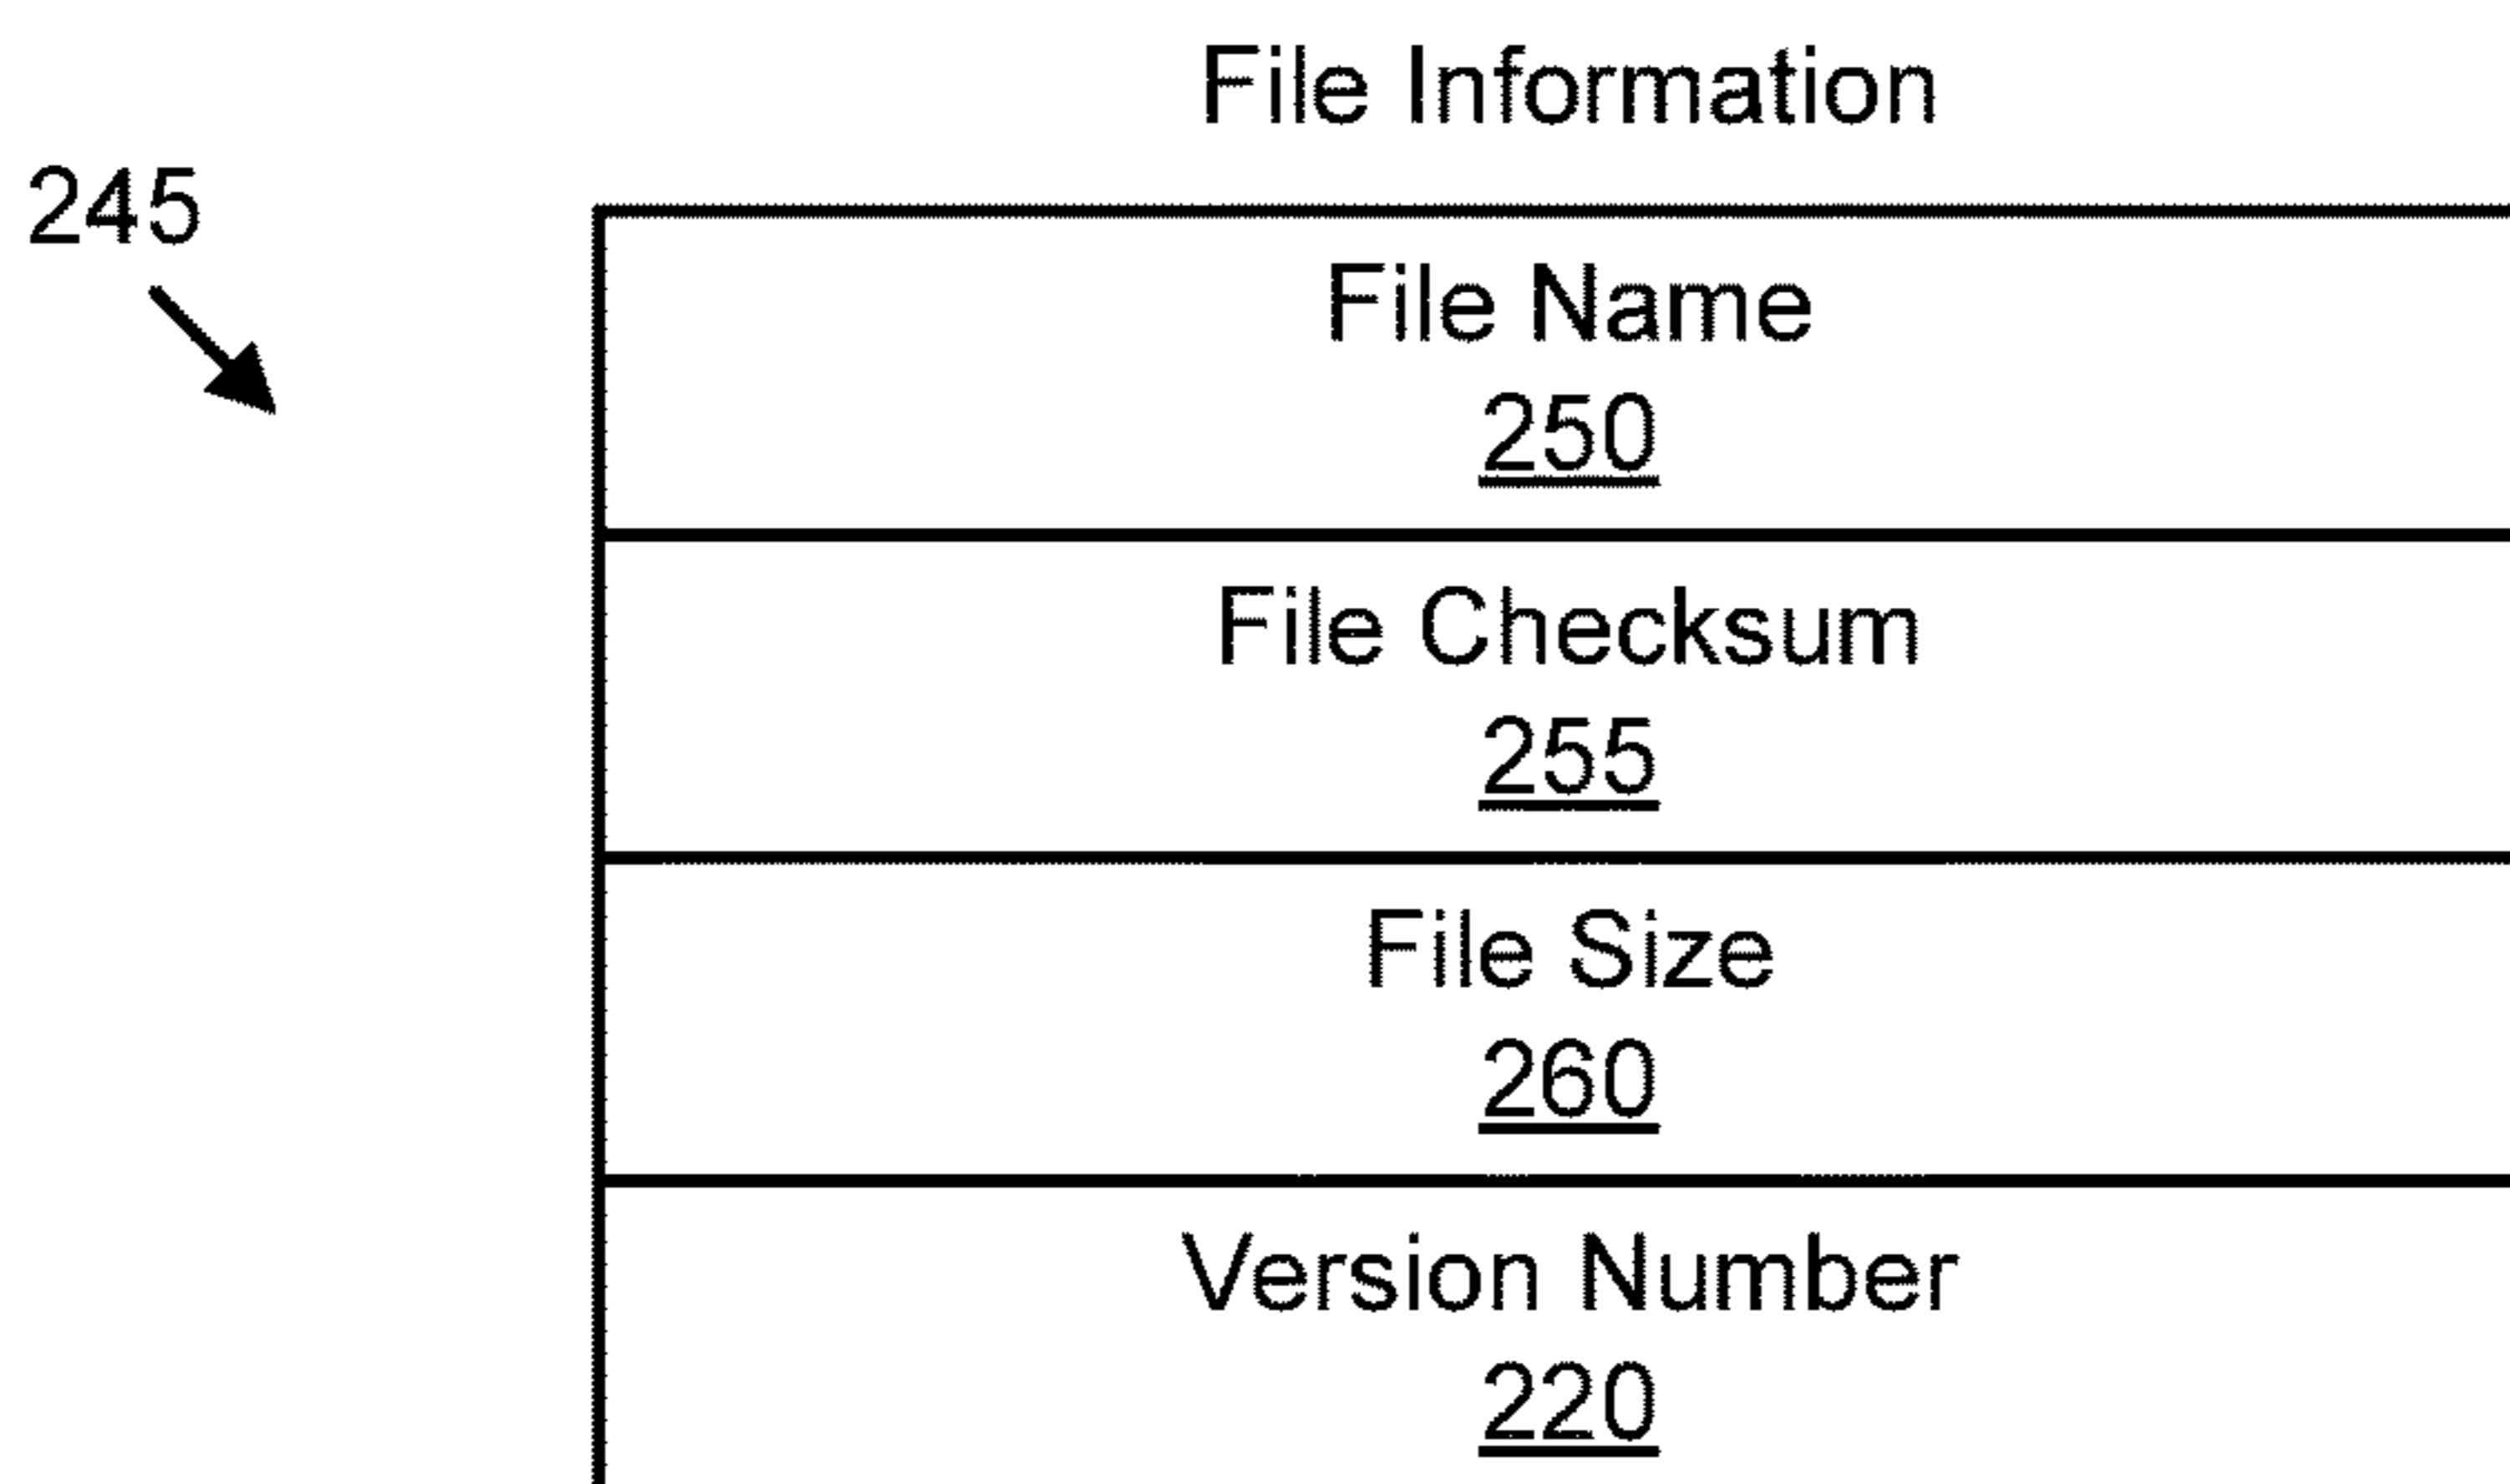 File Information
245
File Name
250
File Checksum
255
File Size
260
Version Number
220